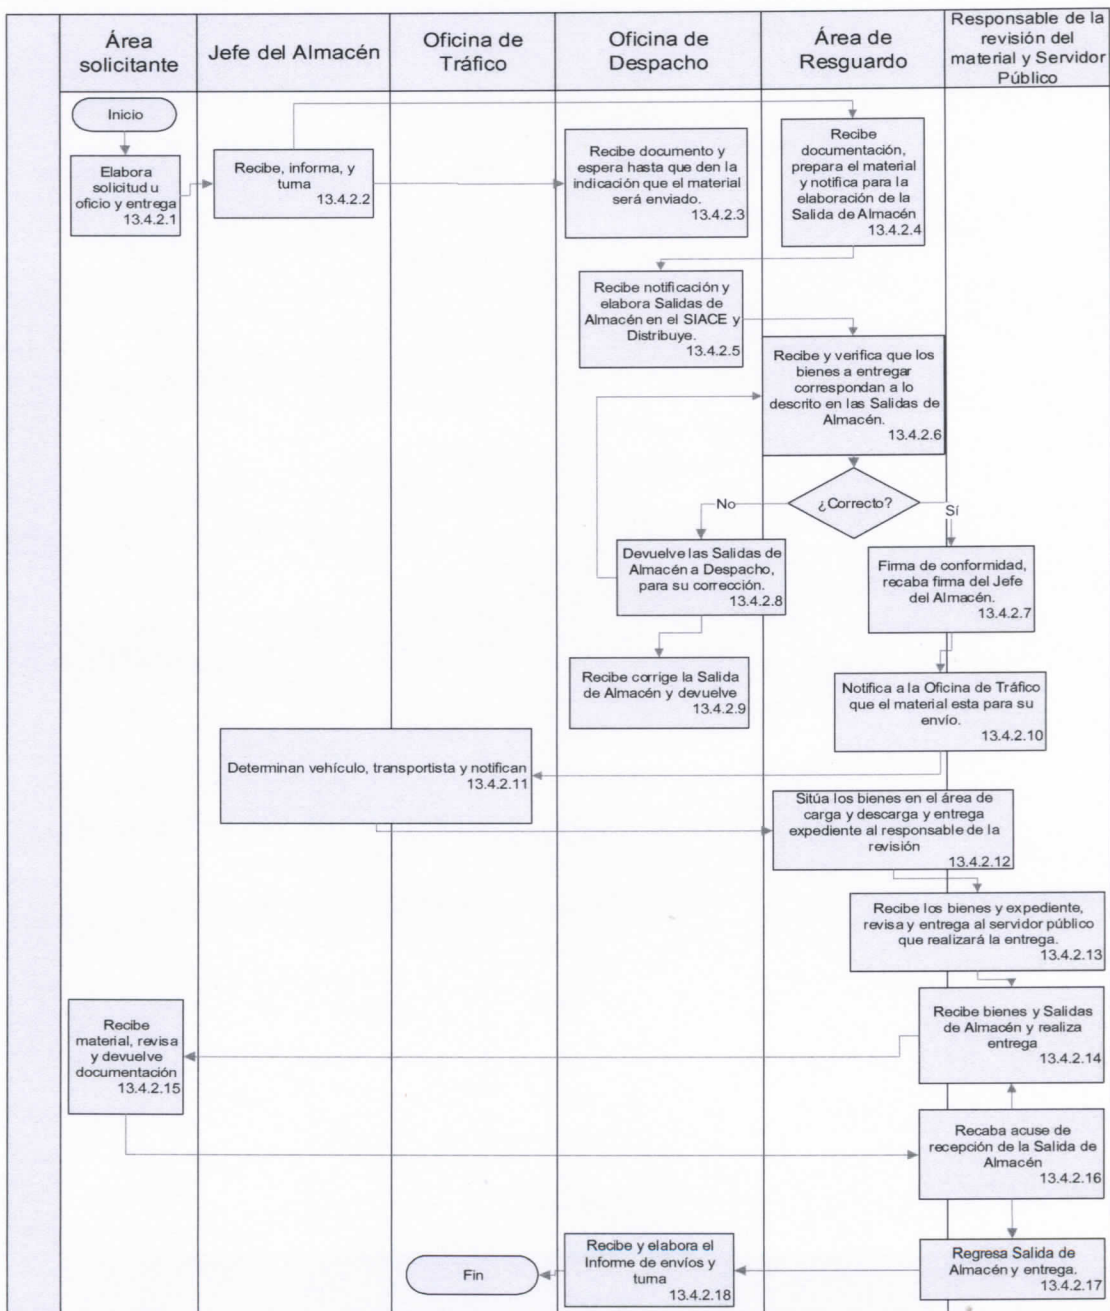 Área
solicitante
Jefe del Almacén
Oficina de
Tráfico
Oficina de
Despacho
Área de
Resguardo
Responsable de la
revisión del
material y Servidor
Público
Inicio
Elabora
solicitud u
oficio y entrega
13.4.2.1
Recibe, informa, y
turna
13.4.2.2
Recibe documento y
espera hasta que den la
indicación que el material
será enviado.
13.4.2.3
Recibe
documentación,
prepara el material
y notifica para la
elaboración de la
Salida de Almacén
13.4.2.4
Recibe notificación y
elabora Salidas de
Almacén en el SIACE y
Distribuye.
13.4.2.5
Recibe y verifica que los
bienes a entregar
correspondan a lo
descrito en las Salidas de
Almacén.
13.4.2.6
¿Correcto?
No
Sí
Devuelve las Salidas de
Almacén a Despacho,
para su corrección.
13.4.2.8
Firma de conformidad,
recaba firma del Jefe
del Almacén.
13.4.2.7
Recibe corrige la Salida
de Almacén y devuelve
13.4.2.9
Notifica a la Oficina de Tráfico
que el material esta para su
envío.
13.4.2.10
Determinan vehículo, transportista y notifican
13.4.2.11
Sitúa los bienes en el área de
carga y descarga y entrega
expediente al responsable de la
revisión
13.4.2.12
Recibe los bienes y expediente,
revisa y entrega al servidor público
que realizará la entrega.
13.4.2.13
Recibe bienes y Salidas
de Almacén y realiza
entrega
13.4.2.14
Recibe
material, revisa
y devuelve
documentación
13.4.2.15
Recaba acuse de
recepción de la Salida de
Almacén
13.4.2.16
Regresa Salida de
Almacén y entrega.
13.4.2.17
Recibe y elabora el
Informe de envíos y
turna
13.4.2.18
Fin